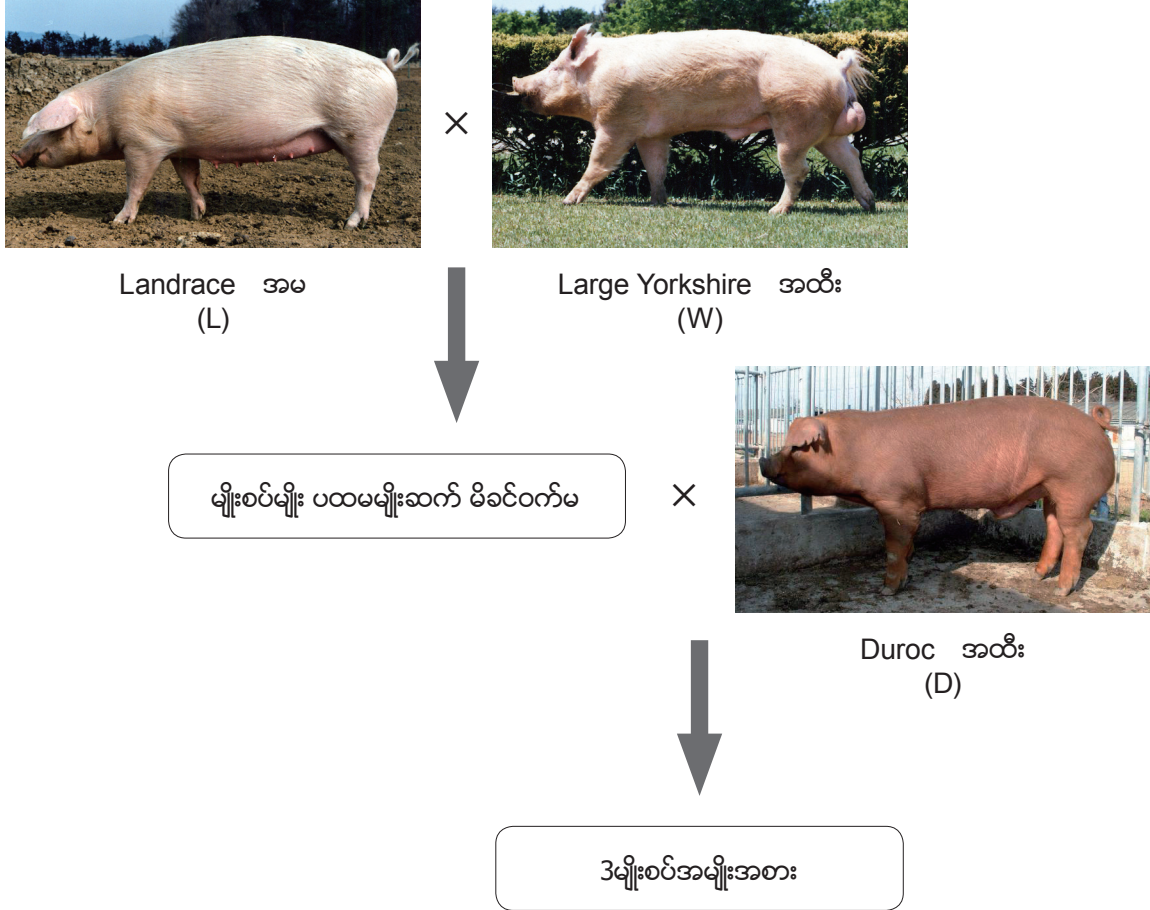 ×
Landrace အမ
(L)
Large Yorkshire အထီး
(W)
မျိုးစပ်မျိုး ပထမမျိုးဆက် မိခင်ဝက်မ
×
Duroc အထီး
(D)
3မျိုးစပ်အမျိုးအစား